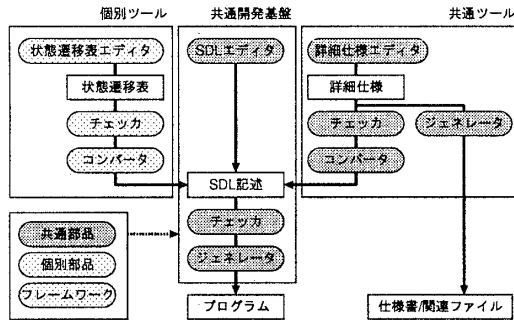 個別ツール
共通開発基盤
共通ツール
状態遷移表エディタ
SDLエディタ
詳細仕様エディタ
状態遷移表
詳細仕様
チェッカ
チェッカ
ジェネレータ
コンバータ
コンバータ
SDL記述
共通部品
個別部品
フレームワーク
チェッカ
ジェネレータ
プログラム
仕様書/関連ファイル